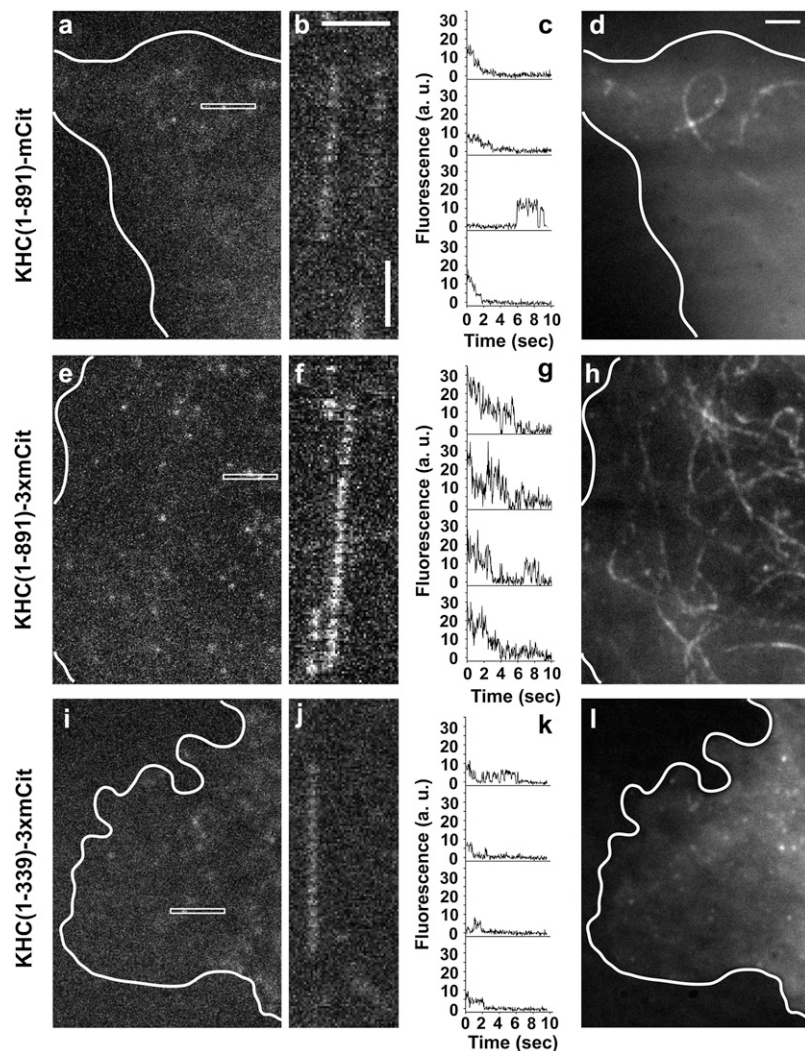 KHC(1-891)-mCit
a
b
c
Fluorescence (a. u.)
30
20
10
0
30
20
10
0
30
20
10
0
30
20
10
0
0 2 4 6 8 10
Time (sec)
d
KHC(1-891)-3xmCit
e
f
g
Fluorescence (a. u.)
30
20
10
0
30
20
10
0
30
20
10
0
30
20
10
0
0 2 4 6 8 10
Time (sec)
h
KHC(1-339)-3xmCit
i
j
k
Fluorescence (a. u.)
30
20
10
0
30
20
10
0
30
20
10
0
30
20
10
0
0 2 4 6 8 10
Time (sec)
l